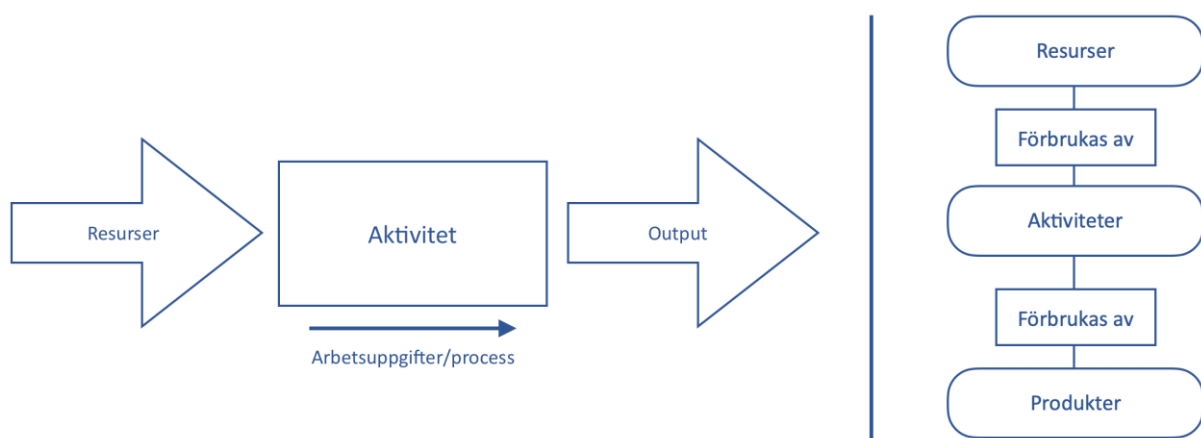 Resurser
Aktivitet
Output
Arbetsuppgifter/process
Resurser
Förbrukas av
Aktiviteter
Förbrukas av
Produkter